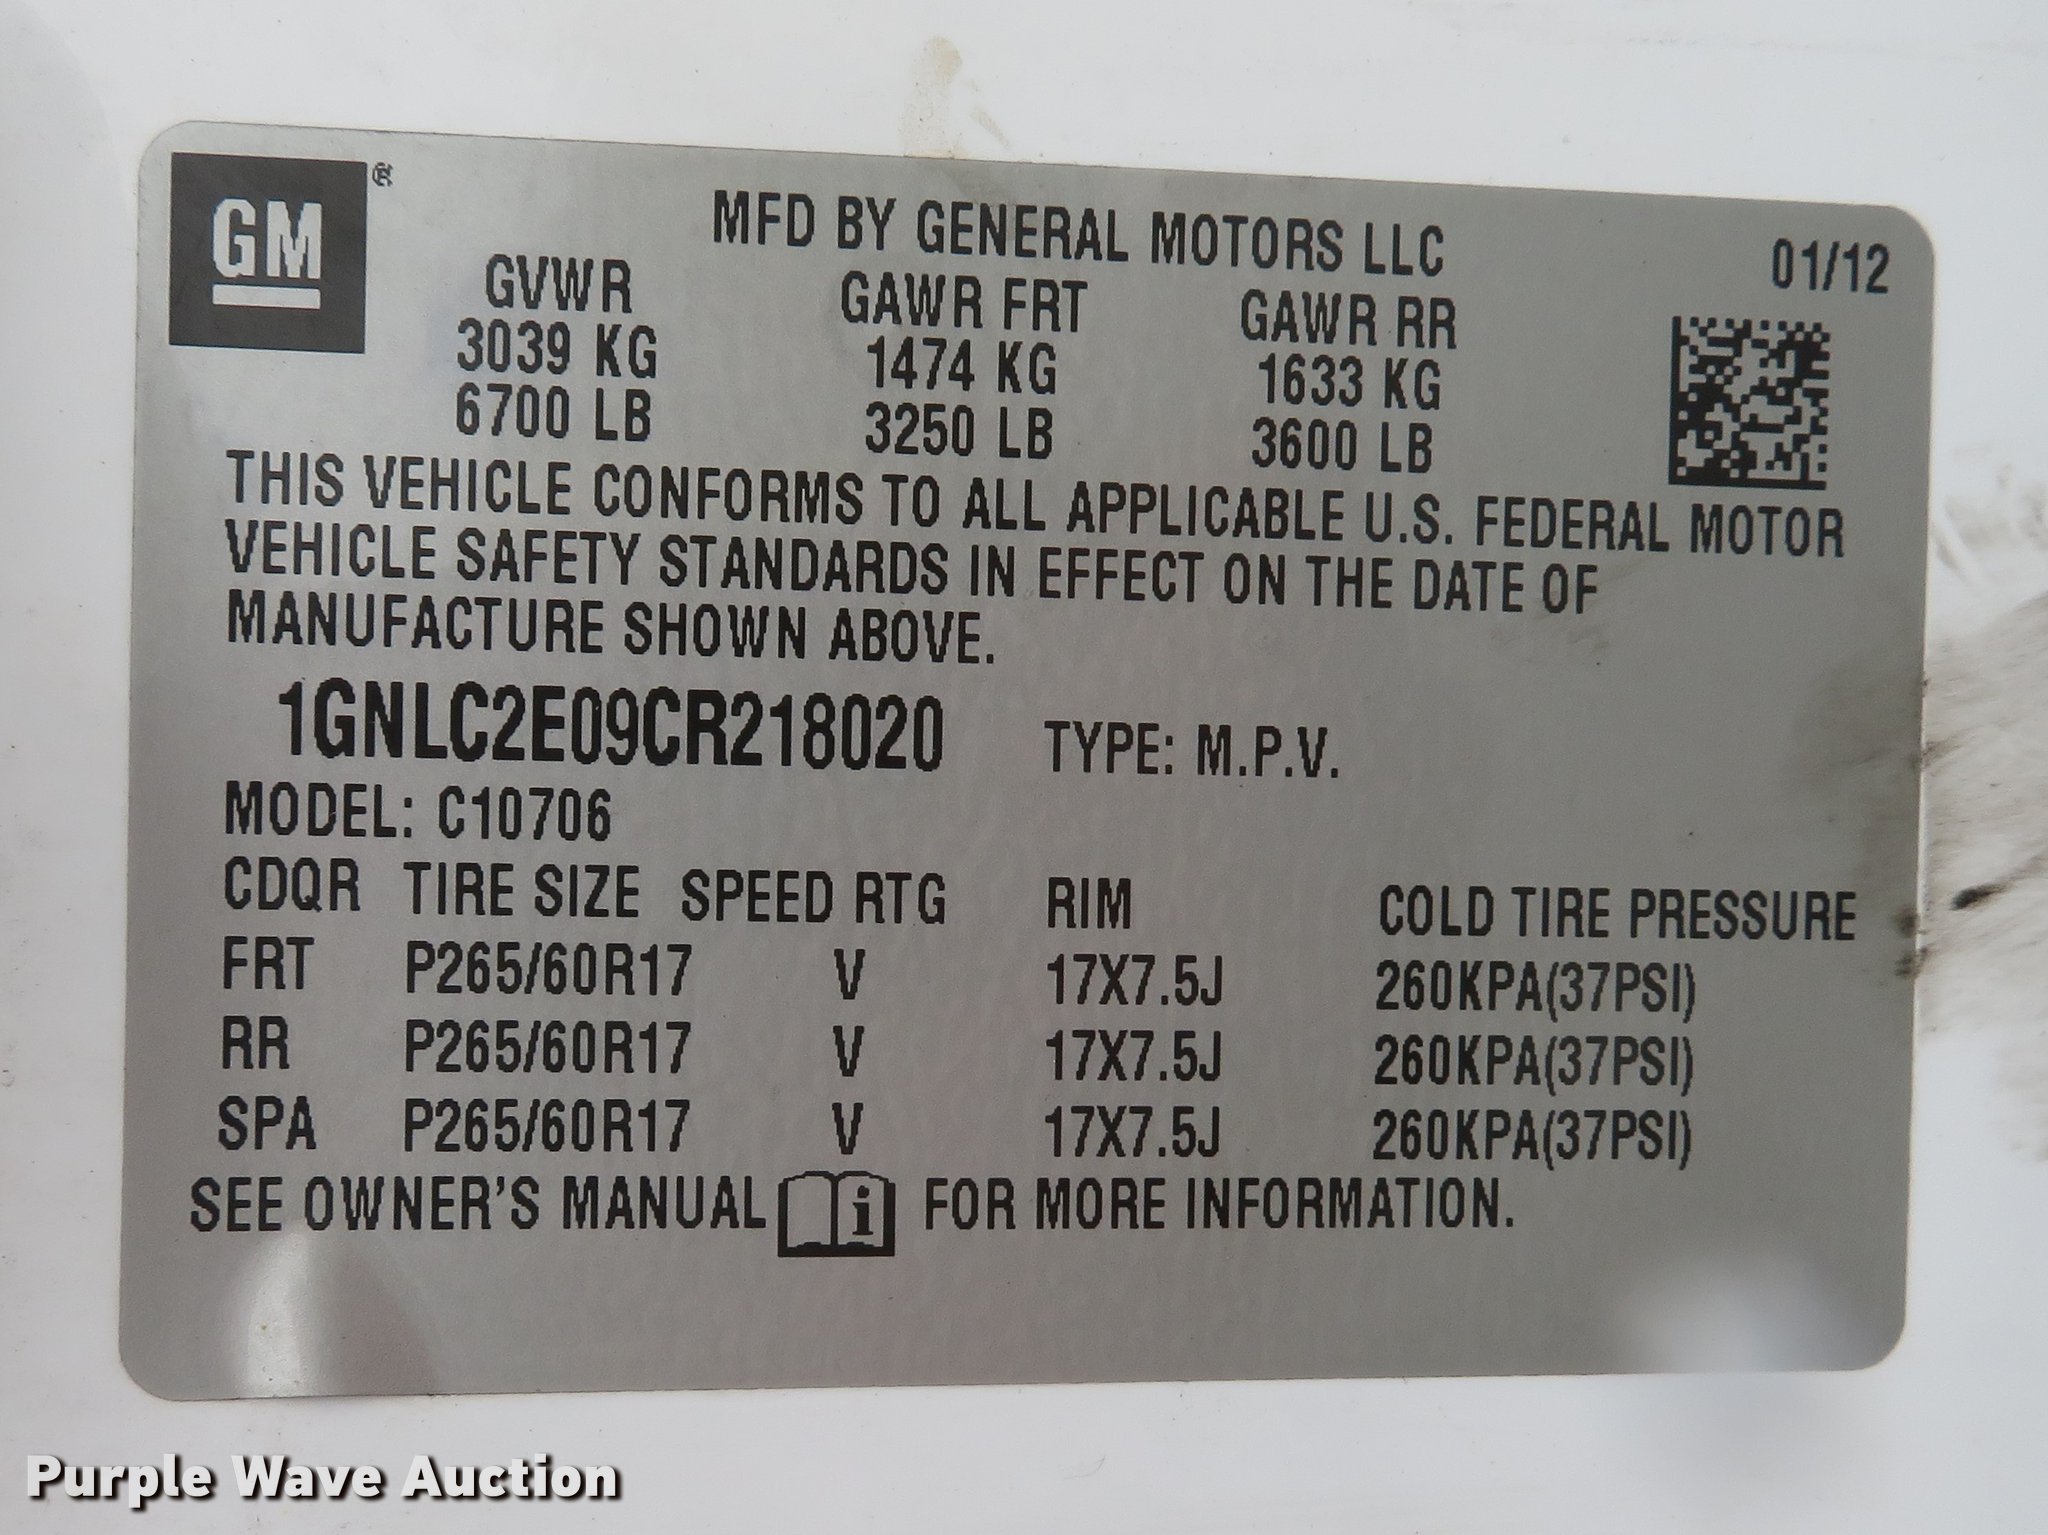 GM ®
MFD BY GENERAL MOTORS LLC
01/12
GVWR GAWR FRT GAWR RR
3039 KG 1474 KG 1633 KG
6700 LB 3250 LB 3600 LB
THIS VEHICLE CONFORMS TO ALL APPLICABLE U.S. FEDERAL MOTOR
VEHICLE SAFETY STANDARDS IN EFFECT ON THE DATE OF
MANUFACTURE SHOWN ABOVE.
1GNLC2E09CR218020 TYPE: M.P.V.
MODEL: C10706
CDQR TIRE SIZE SPEED RTG RIM COLD TIRE PRESSURE
FRT P265/60R17 V 17X7.5J 260KPA(37PSI)
RR P265/60R17 V 17X7.5J 260KPA(37PSI)
SPA P265/60R17 V 17X7.5J 260KPA(37PSI)
SEE OWNER'S MANUAL i FOR MORE INFORMATION.
Purple Wave Auction